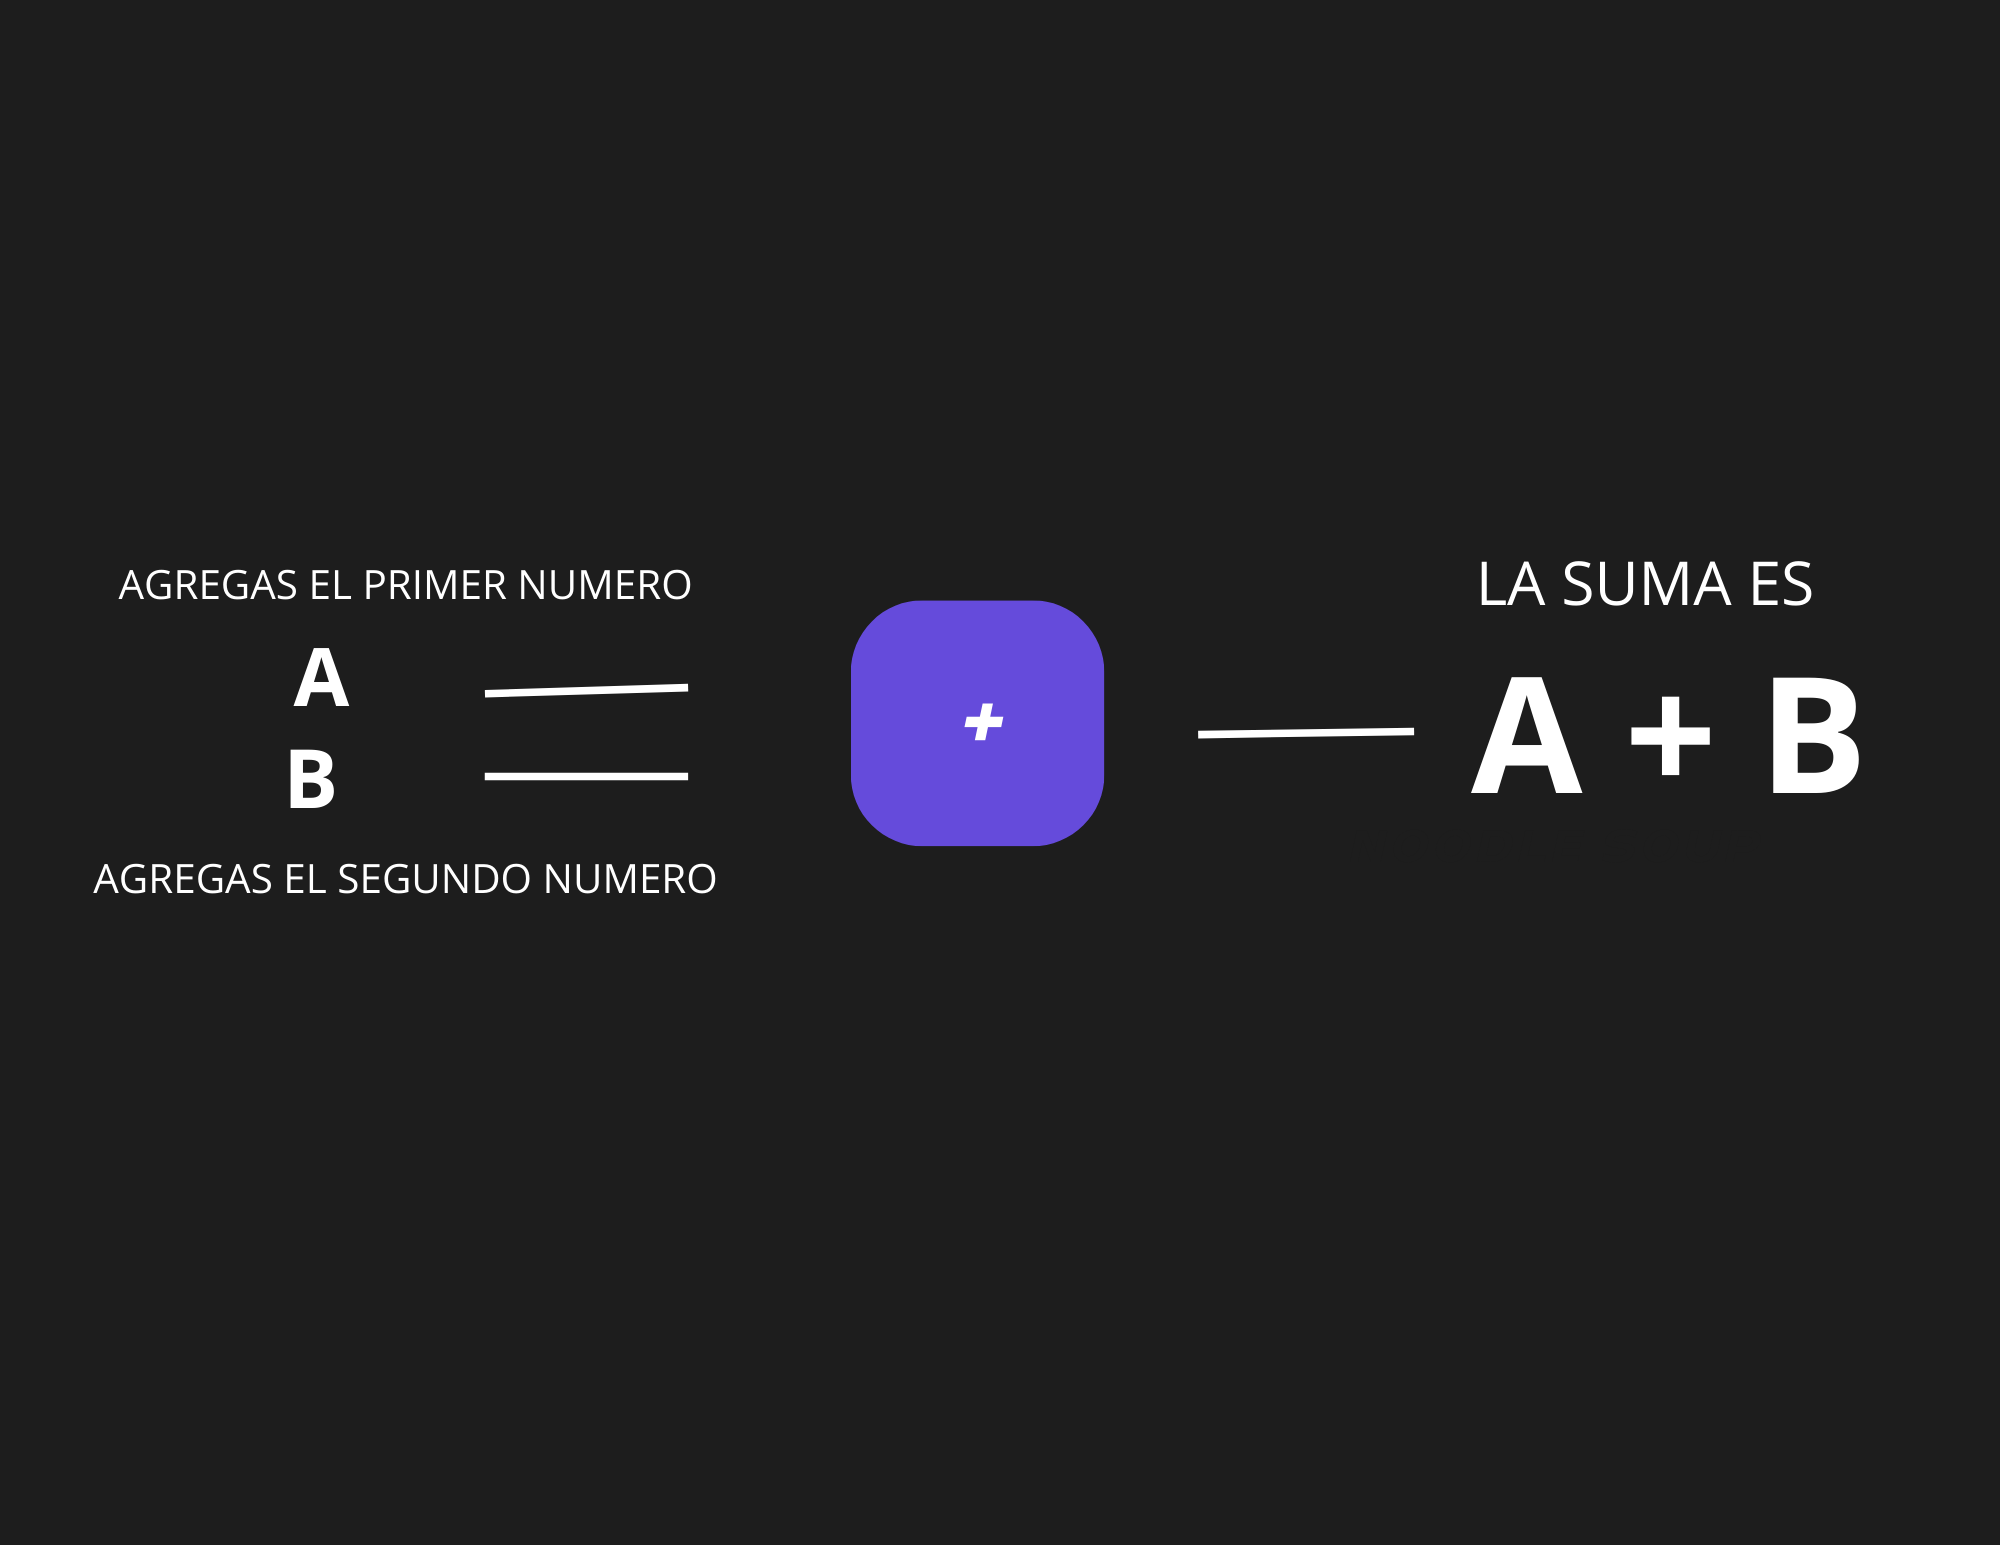 AGREGAS EL PRIMER NUMERO
A
B
AGREGAS EL SEGUNDO NUMERO
+
LA SUMA ES
A + B